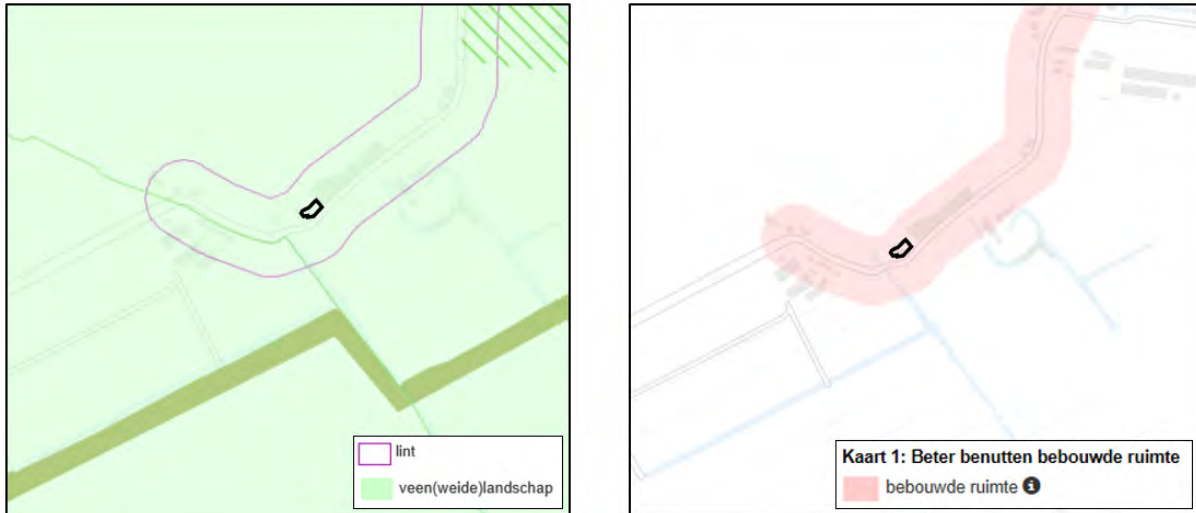 lint
veen(weide)landschap
Kaart 1: Beter benutten bebouwde ruimte
bebouwde ruimte